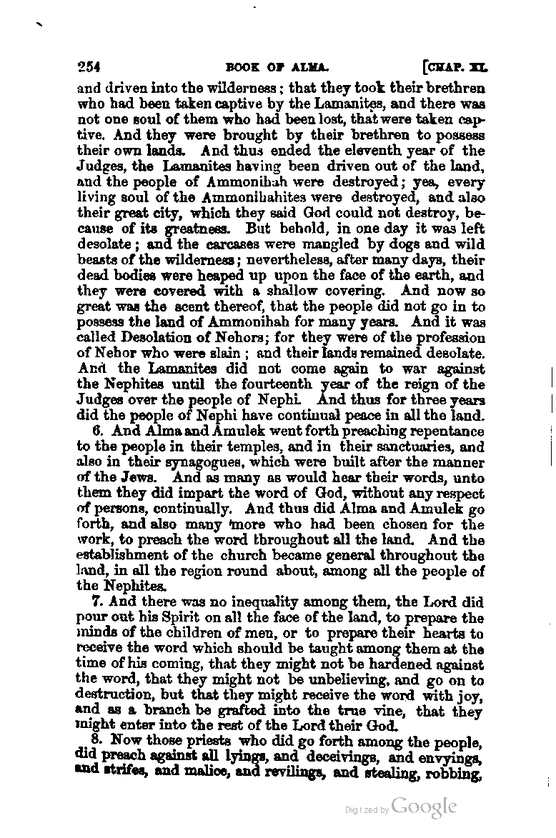 254 BOOK OF ALMA. [CHAP. XI.
and driven into the wilderness; that they took their brethren
who had been taken captive by the Lamanites, and there was
not one soul of them who had been lost, that were taken cap-
tive. And they were brought by their brethren to possess
their own lands. And thus ended the eleventh year of the
Judges, the Lamanites having been driven out of the land,
and the people of Ammonihah were destroyed; yea, every
living soul of the Ammonihahites were destroyed, and also
their great city, which they said God could not destroy, be-
cause of its greatness. But behold, in one day it was left
desolate; and the carcases were mangled by dogs and wild
beasts of the wilderness; nevertheless, after many days, their
dead bodies were heaped up upon the face of the earth, and
they were covered with a shallow covering. And now so
great was the scent thereof, that the people did not go in to
possess the land of Ammonihah for many years. And it was
called Desolation of Nehors; for they were of the profession
of Nehor who were slain; and their lands remained desolate.
And the Lamanites did not come again to war against
the Nephites until the fourteenth year of the reign of the
Judges over the people of Nephi. And thus for three years
did the people of Nephi have continual peace in all the land.
6. And Alma and Amulek went forth preaching repentance
to the people in their temples, and in their sanctuaries, and
also in their synagogues, which were built after the manner
of the Jews. And as many as would hear their words, unto
them they did impart the word of God, without any respect
of persons, continually. And thus did Alma and Amulek go
forth, and also many more who had been chosen for the
work, to preach the word throughout all the land. And the
establishment of the church became general throughout the
land, in all the region round about, among all the people of
the Nephites.
7. And there was no inequality among them, the Lord did
pour out his Spirit on all the face of the land, to prepare the
minds of the children of men, or to prepare their hearts to
receive the word which should be taught among them at the
time of his coming, that they might not be hardened against
the word, that they might not be unbelieving, and go on to
destruction, but that they might receive the word with joy,
and as a branch be grafted into the true vine, that they
might enter into the rest of the Lord their God.
8. Now those priests who did go forth among the people,
did preach against all lyings, and deceivings, and envyings,
and strifes, and malice, and revilings, and stealing, robbing,
Digitized by Google